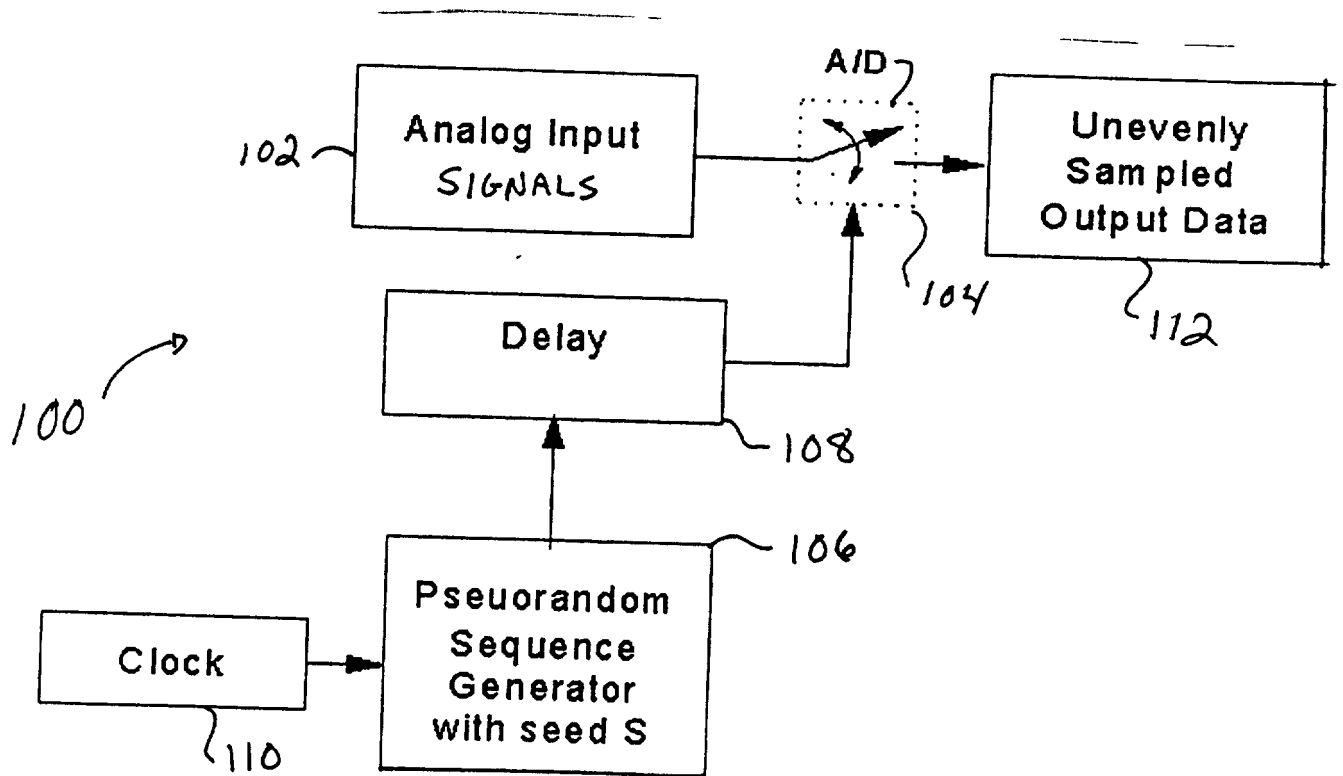 A/D
Analog Input
SIGNALS
102
Unevenly
Sampled
Output Data
104
112
Delay
100
108
106
Pseuorandom
Sequence
Generator
with seed S
Clock
110